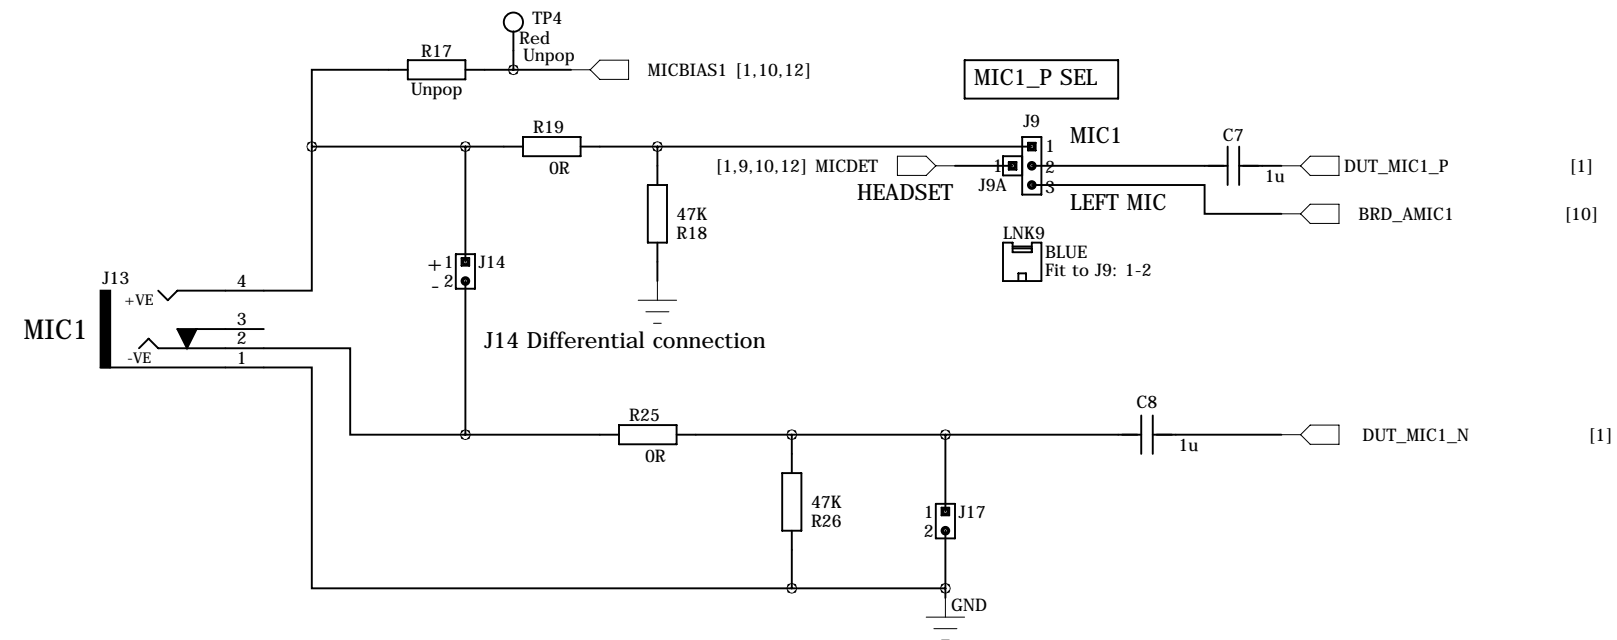 TP4
Red
Unpop
R17
Unpop
MICBIAS1 [1,10,12]
MIC1_P SEL
R19
0R
J9
MIC1
1
2
3
[1,9,10,12] MICDET
HEADSET
1
J9A
LEFT MIC
C7
1u
DUT_MIC1_P [1]
BRD_AMIC1 [10]
47K
R18
LNK9
BLUE
Fit to J9: 1-2
+ 1 J14
- 2
J13
+VE
4
3
2
1
-VE
MIC1
J14 Differential connection
R25
0R
C8
1u
DUT_MIC1_N [1]
47K
R26
1 J17
2
GND